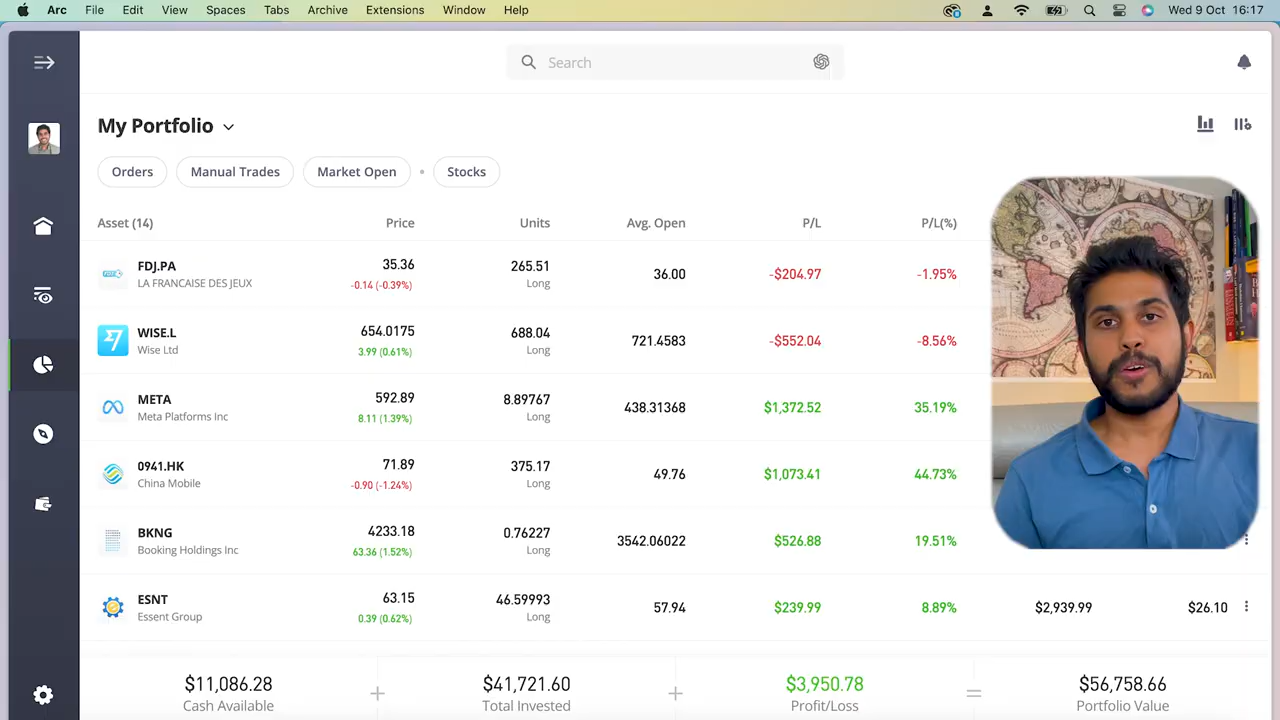 Arc File Edit View Spaces Tabs Archive Extensions Window Help Wed 9 Oct 16:17
Search
My Portfolio
Orders Manual Trades Market Open • Stocks
Asset (14) Price Units Avg. Open P/L P/L(%)
FDJ.PA 35.36 265.51 36.00 -$204.97 -1.95%
LA FRANCAISE DES JEUX -0.14 (-0.39%) Long
WISE.L 654.0175 688.04 721.4583 -$552.04 -8.56%
Wise Ltd 3.99 (0.61%) Long
META 592.89 8.89767 438.31368 $1,372.52 35.19%
Meta Platforms Inc 8.11 (1.39%) Long
0941.HK 71.89 375.17 49.76 $1,073.41 44.73%
China Mobile -0.90 (-1.24%) Long
BKNG 4233.18 0.76227 3542.06022 $526.88 19.51%
Booking Holdings Inc 63.36 (1.52%) Long
ESNT 63.15 46.59993 57.94 $239.99 8.89% $2,939.99 $26.10
Essent Group 0.39 (0.62%) Long
$11,086.28 + $41,721.60 + $3,950.78 = $56,758.66
Cash Available Total Invested Profit/Loss Portfolio Value